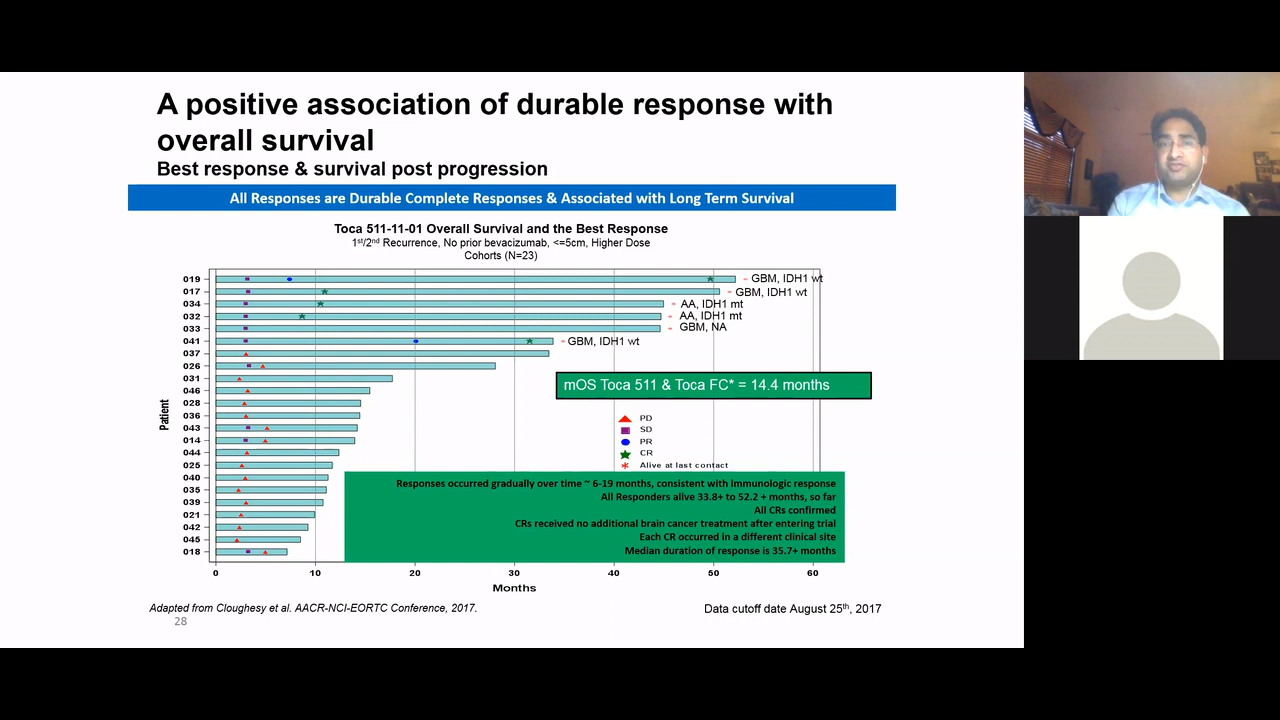 A positive association of durable response with
overall survival
Best response & survival post progression
All Responses are Durable Complete Responses & Associated with Long Term Survival
Toca 511-11-01 Overall Survival and the Best Response
1st/2nd Recurrence, No prior bevacizumab, <=5cm, Higher Dose
Cohorts (N=23)
019
GBM, IDH1 wt
017
GBM, IDH1 wt
034
AA, IDH1 mt
032
AA, IDH1 mt
033
GBM, NA
041
GBM, IDH1 wt
037
026
031
046
028
036
043
014
044
025
040
035
039
021
042
045
018
Patient
mOS Toca 511 & Toca FC* = 14.4 months
PD
SD
PR
CR
Alive at last contact
Responses occurred gradually over time ~ 6-19 months, consistent with immunologic response
All Responders alive 33.8+ to 52.2 + months, so far
All CRs confirmed
CRs received no additional brain cancer treatment after entering trial
Each CR occurred in a different clinical site
Median duration of response is 35.7+ months
0 10 20 30 40 50 60
Months
Adapted from Cloughesy et al. AACR-NCI-EORTC Conference, 2017.
Data cutoff date August 25th, 2017
28